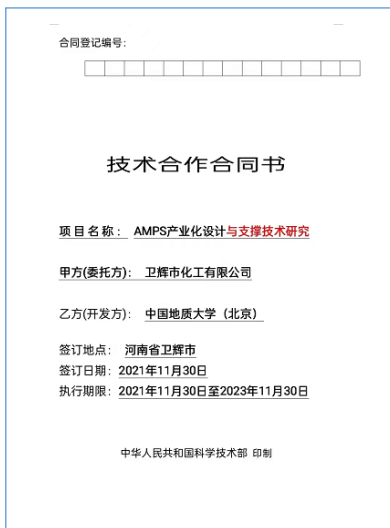 合同登记编号：
技术合作合同书
项目名称： AMPS产业化设计与支撑技术研究
甲方(委托方)： 卫辉市化工有限公司
乙方(开发方)： 中国地质大学（北京）
签订地点： 河南省卫辉市
签订日期：2021年11月30日
执行期限：2021年11月30日至2023年11月30日
中华人民共和国科学技术部 印制